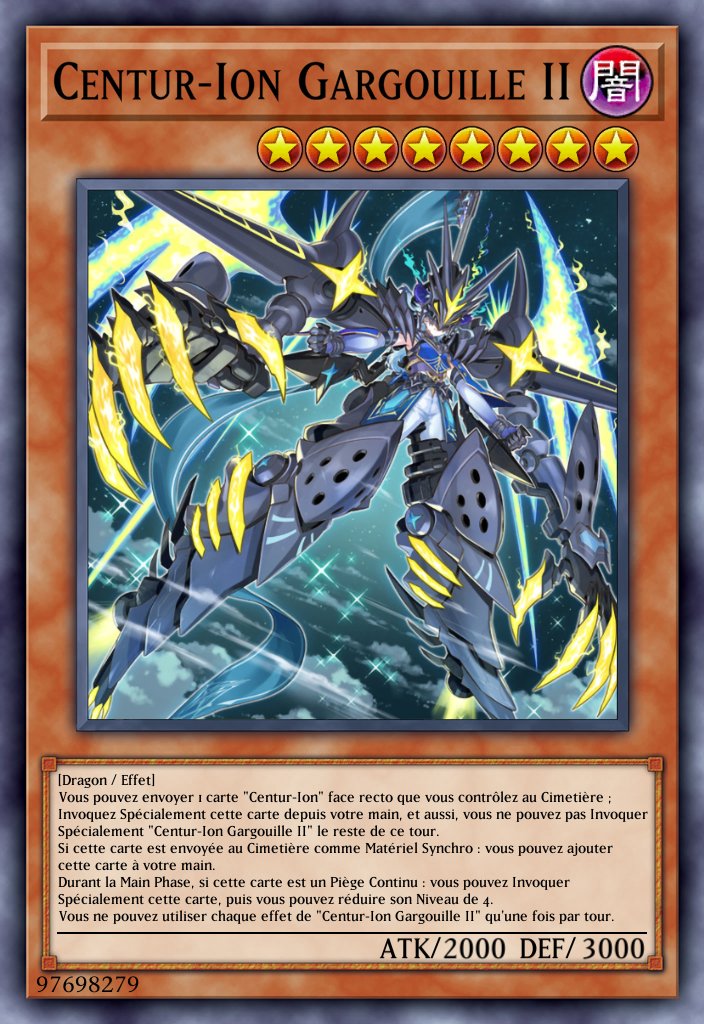 Centur-Ion Gargouille II 闇
[Dragon / Effet]
Vous pouvez envoyer 1 carte "Centur-Ion" face recto que vous contrôlez au Cimetière ;
Invoquez Spécialement cette carte depuis votre main, et aussi, vous ne pouvez pas Invoquer
Spécialement "Centur-Ion Gargouille II" le reste de ce tour.
Si cette carte est envoyée au Cimetière comme Matériel Synchro : vous pouvez ajouter
cette carte à votre main.
Durant la Main Phase, si cette carte est un Piège Continu : vous pouvez Invoquer
Spécialement cette carte, puis vous pouvez réduire son Niveau de 4.
Vous ne pouvez utiliser chaque effet de "Centur-Ion Gargouille II" qu'une fois par tour.
ATK/2000 DEF/3000
97698279